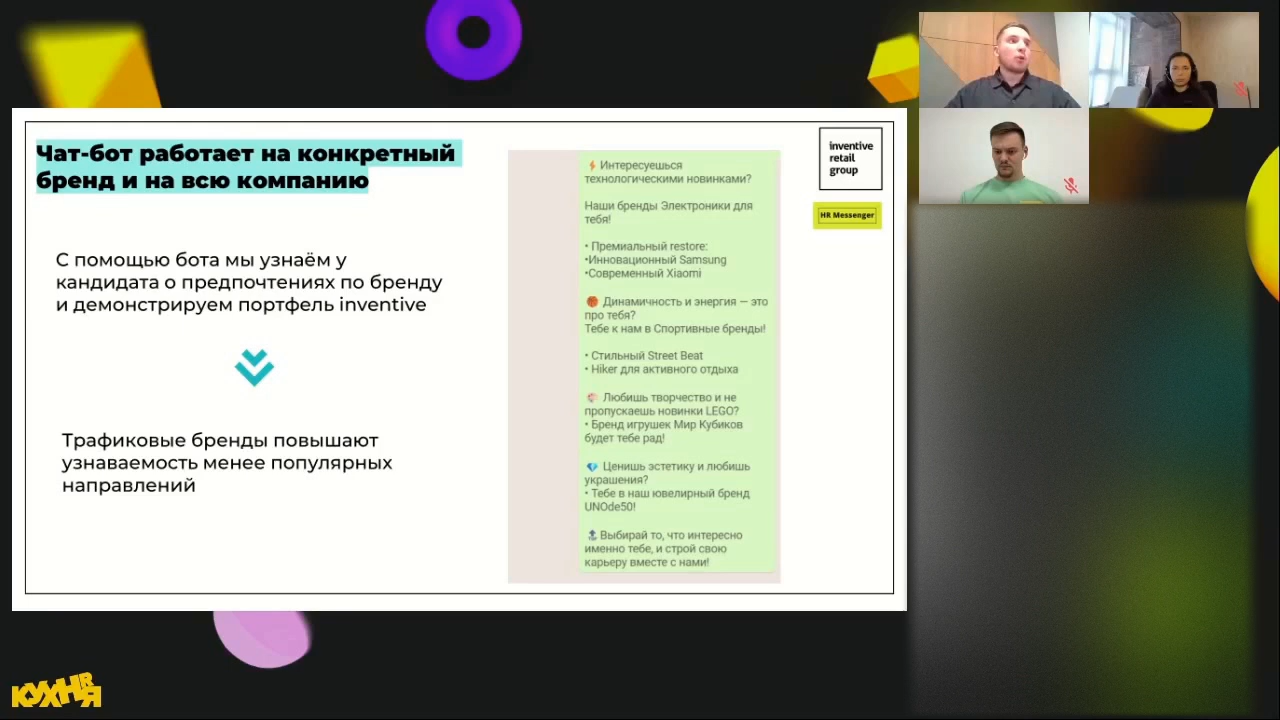 Чат-бот работает на конкретный
бренд и на всю компанию
С помощью бота мы узнаём у
кандидата о предпочтениях по бренду
и демонстрируем портфель inventive
Трафиковые бренды повышают
узнаваемость менее популярных
направлений
Интересуешься
технологическими новинками?
Наши бренды Электроники для
тебя!
• Премиальный restore:
•Инновационный Samsung
•Современный Xiaomi
Динамичность и энергия — это
про тебя?
Тебе к нам в Спортивные бренды!
• Стильный Street Beat
• Hiker для активного отдыха
Любишь творчество и не
пропускаешь новинки LEGO?
• Бренд игрушек Мир Кубиков
будет тебе рад!
Ценишь эстетику и любишь
украшения?
• Тебе в наш ювелирный бренд
UNOde50!
Выбирай то, что интересно
именно тебе, и строй свою
карьеру вместе с нами!
inventive
retail
group
HR Messenger
КУХНЯ HR